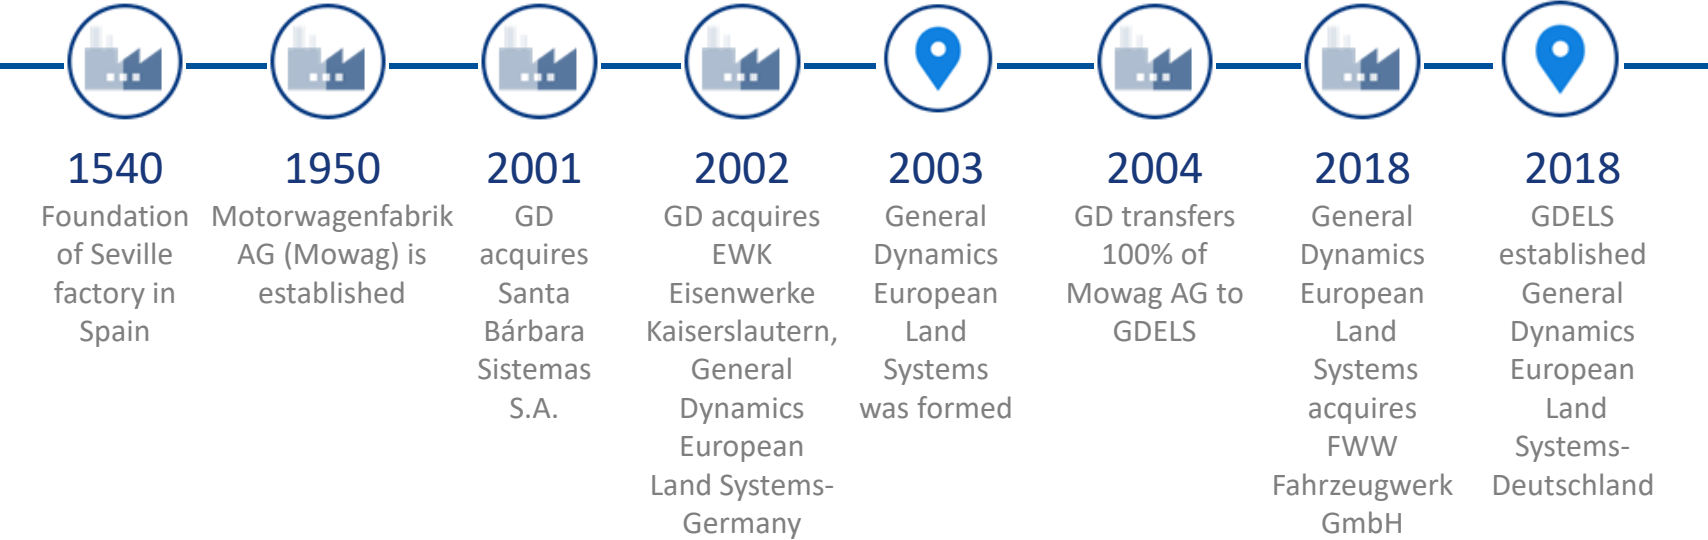 1540
Foundation
of Seville
factory in
Spain
1950
Motorwagenfabrik
AG (Mowag) is
established
2001
GD
acquires
Santa
Bárbara
Sistemas
S.A.
2002
GD acquires
EWK
Eisenwerke
Kaiserslautern,
General
Dynamics
European
Land Systems-
Germany
2003
General
Dynamics
European
Land
Systems
was formed
2004
GD transfers
100% of
Mowag AG to
GDELS
2018
General
Dynamics
European
Land
Systems
acquires
FWW
Fahrzeugwerk
GmbH
2018
GDELS
established
General
Dynamics
European
Land
Systems-
Deutschland